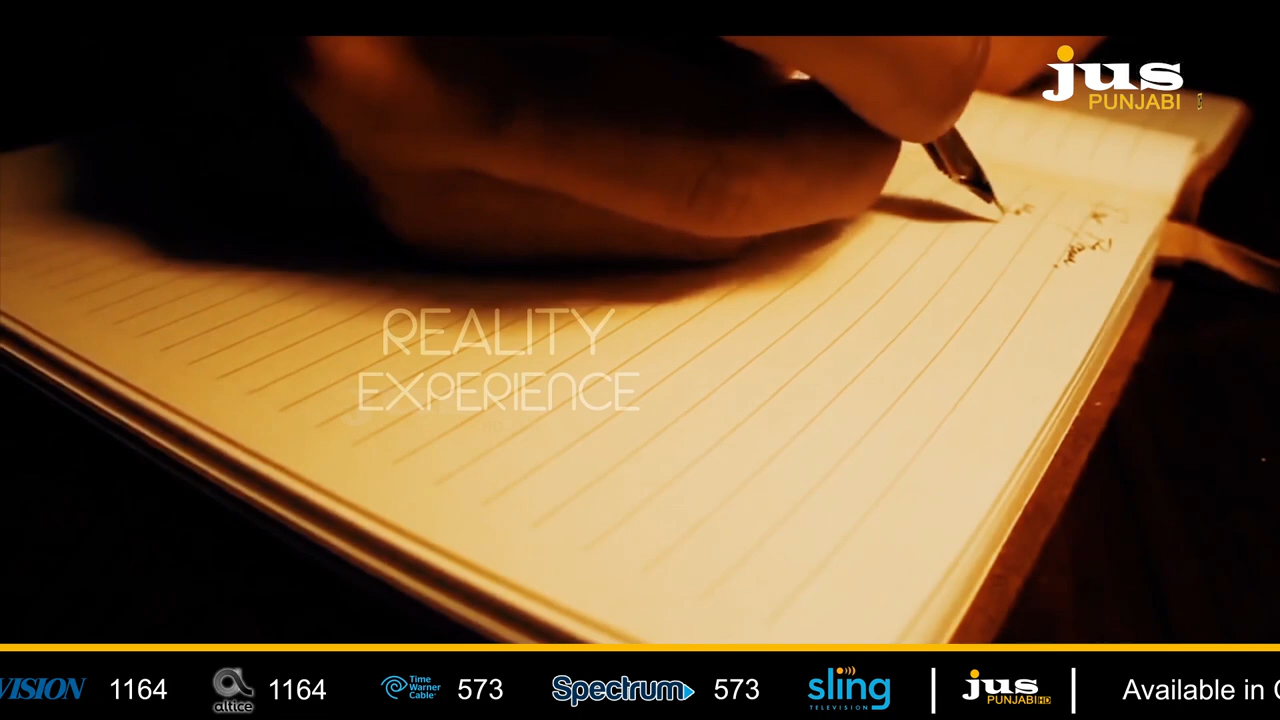 jus
PUNJABI
REALITY
EXPERIENCE
VISION 1164 altice 1164 Time Warner Cable 573 Spectrum 573 sling TELEVISION jus PUNJABI HD Available in